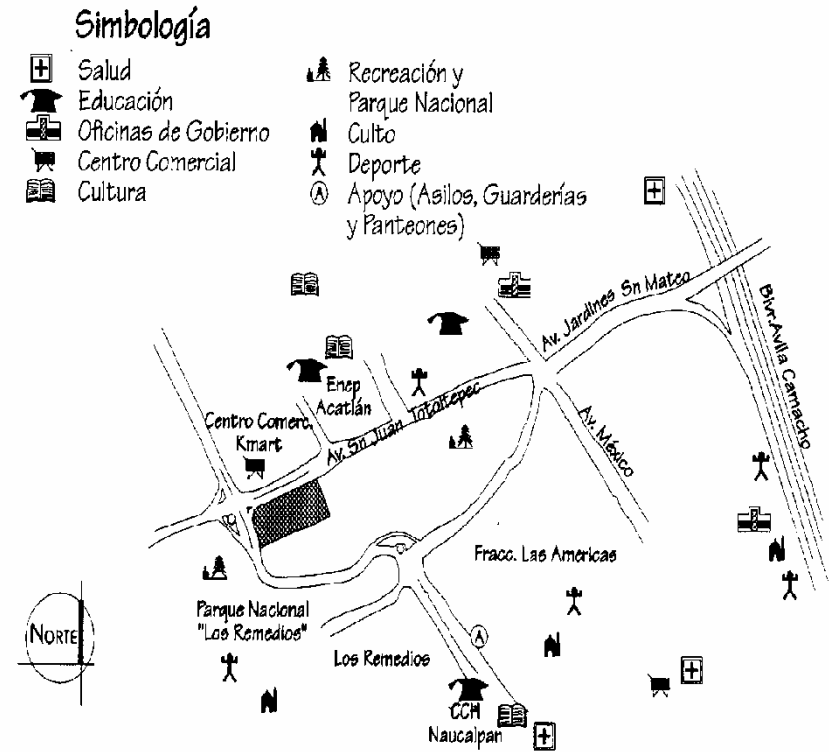 Simbología
Salud
Educación
Oficinas de Gobierno
Centro Comercial
Cultura
Recreación y
Parque Nacional
Culto
Deporte
A Apoyo (Asilos, Guarderías
y Panteones)
Av. Jardines Sn Mateo
Blvr. Avila Camacho
Enep
Acatlán
Centro Comerc.
Kmart
Av. Sn Juan Totoltepec
Av. México
Fracc. Las Americas
NORTE
Parque Nacional
"Los Remedios"
Los Remedios
A
CCH
Naucalpan